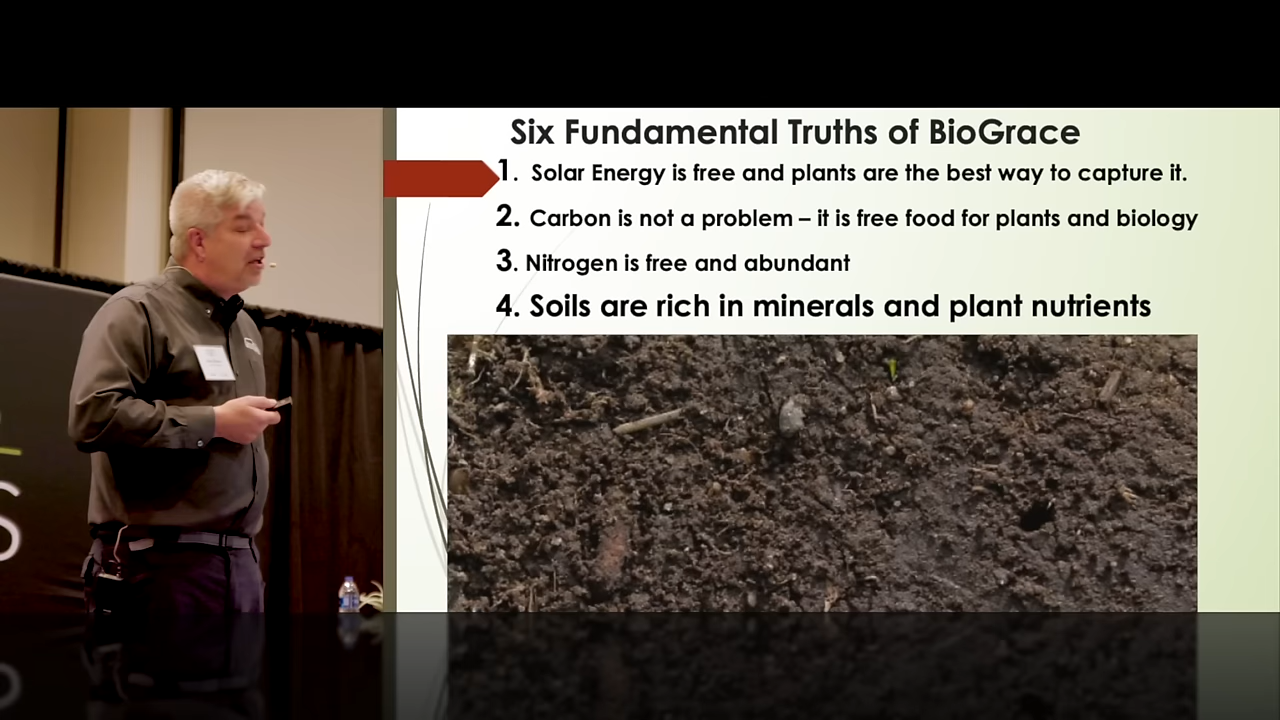 Six Fundamental Truths of BioGrace
1. Solar Energy is free and plants are the best way to capture it.
2. Carbon is not a problem – it is free food for plants and biology
3. Nitrogen is free and abundant
4. Soils are rich in minerals and plant nutrients
S